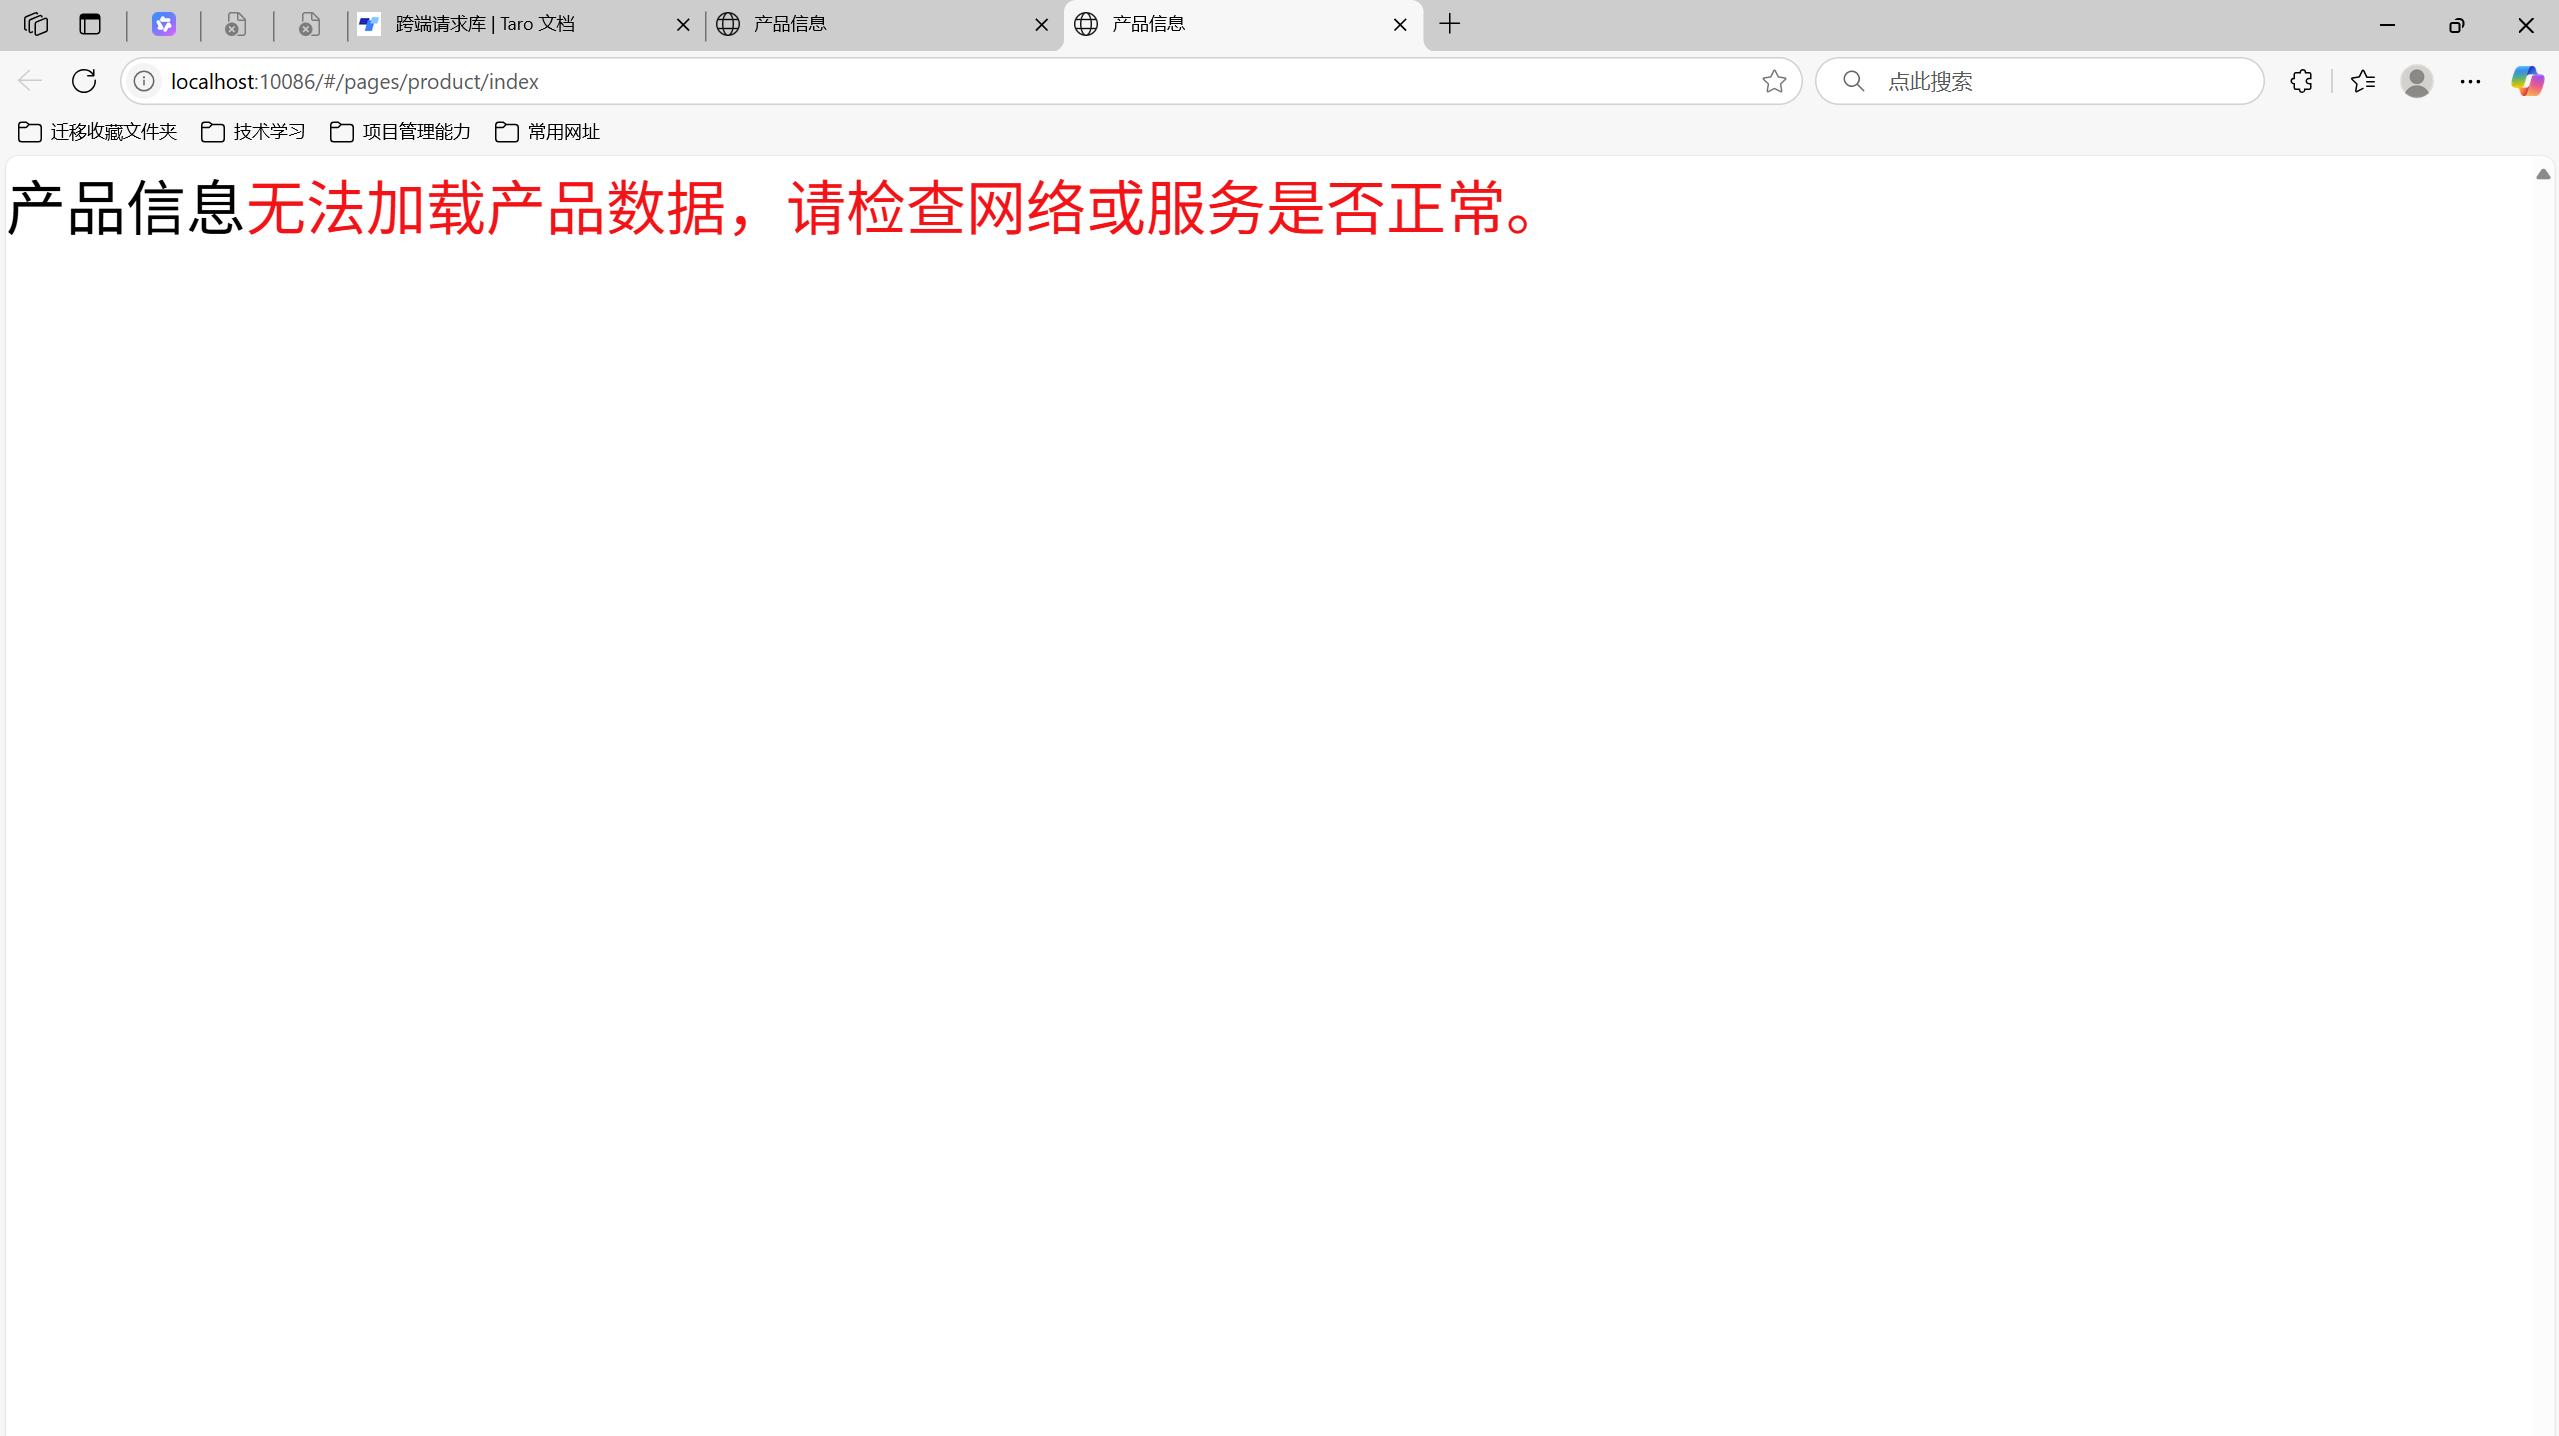 跨端请求库 | Taro 文档
产品信息
产品信息
localhost:10086/#/pages/product/index
点此搜索
迁移收藏文件夹
技术学习
项目管理能力
常用网址
产品信息无法加载产品数据，请检查网络或服务是否正常。